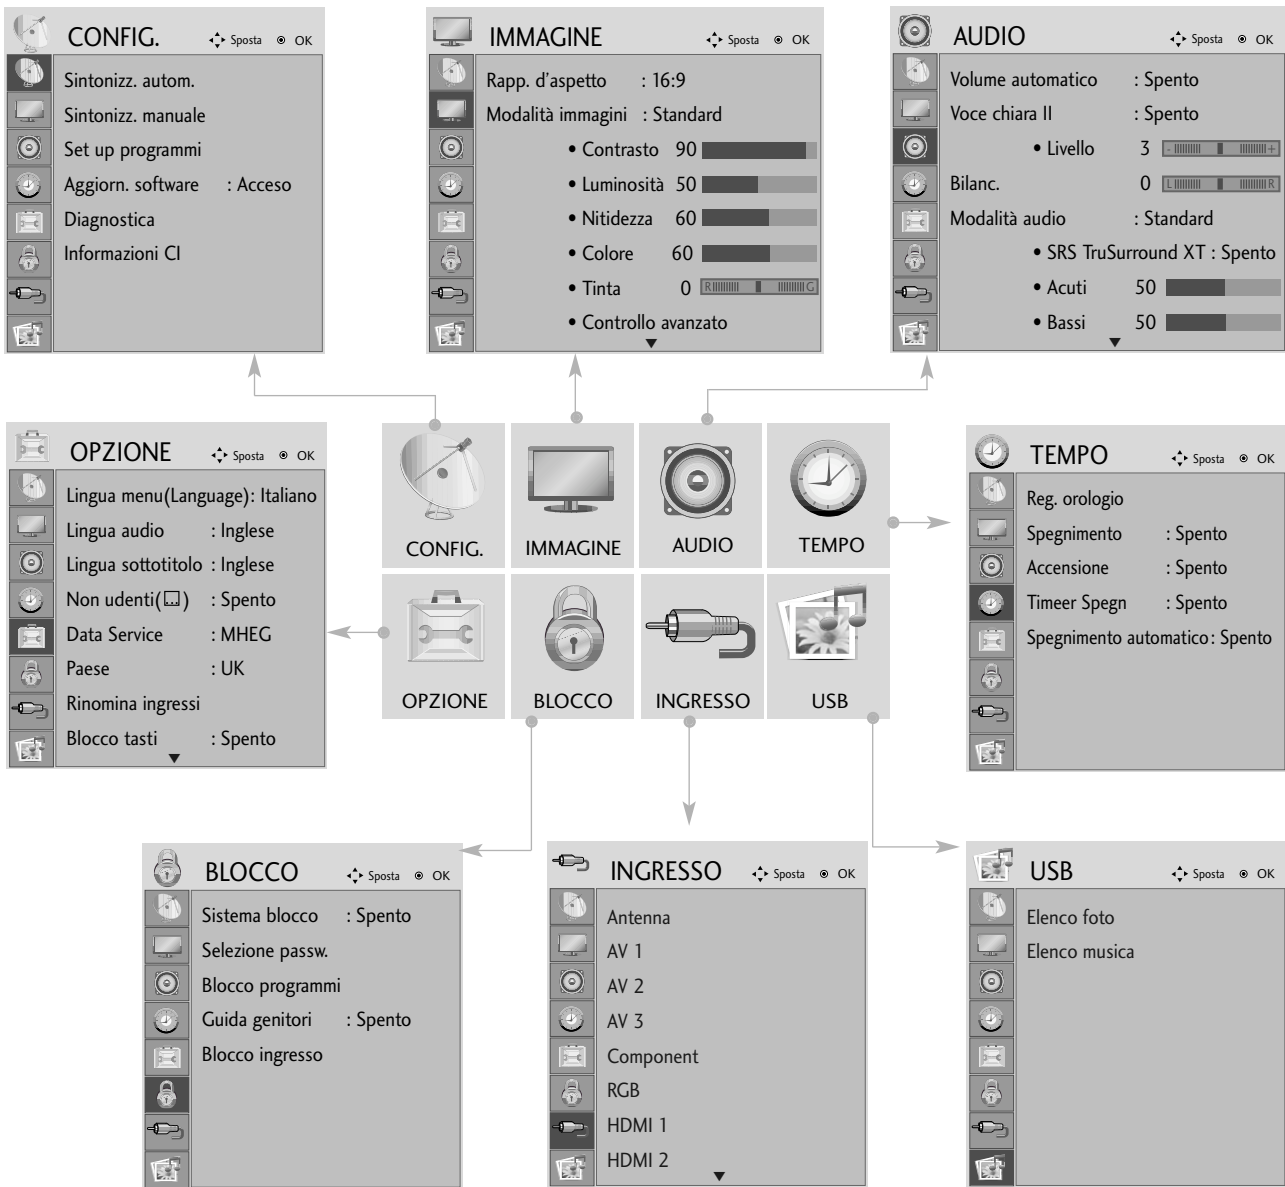 CONFIG. Sposta OK
Sintonizz. autom.
Sintonizz. manuale
Set up programmi
Aggiorn. software : Acceso
Diagnostica
Informazioni CI
IMMAGINE Sposta OK
Rapp. d'aspetto : 16:9
Modalità immagini : Standard
• Contrasto 90
• Luminosità 50
• Nitidezza 60
• Colore 60
• Tinta 0 R G
• Controllo avanzato
AUDIO Sposta OK
Volume automatico : Spento
Voce chiara II : Spento
• Livello 3 - +
Bilanc. 0 L R
Modalità audio : Standard
• SRS TruSurround XT : Spento
• Acuti 50
• Bassi 50
OPZIONE Sposta OK
Lingua menu(Language): Italiano
Lingua audio : Inglese
Lingua sottotitolo : Inglese
Non udenti( ) : Spento
Data Service : MHEG
Paese : UK
Rinomina ingressi
Blocco tasti : Spento
CONFIG. IMMAGINE AUDIO TEMPO
OPZIONE BLOCCO INGRESSO USB
TEMPO Sposta OK
Reg. orologio
Spegnimento : Spento
Accensione : Spento
Timeer Spegn : Spento
Spegnimento automatico: Spento
BLOCCO Sposta OK
Sistema blocco : Spento
Selezione passw.
Blocco programmi
Guida genitori : Spento
Blocco ingresso
INGRESSO Sposta OK
Antenna
AV 1
AV 2
AV 3
Component
RGB
HDMI 1
HDMI 2
USB Sposta OK
Elenco foto
Elenco musica